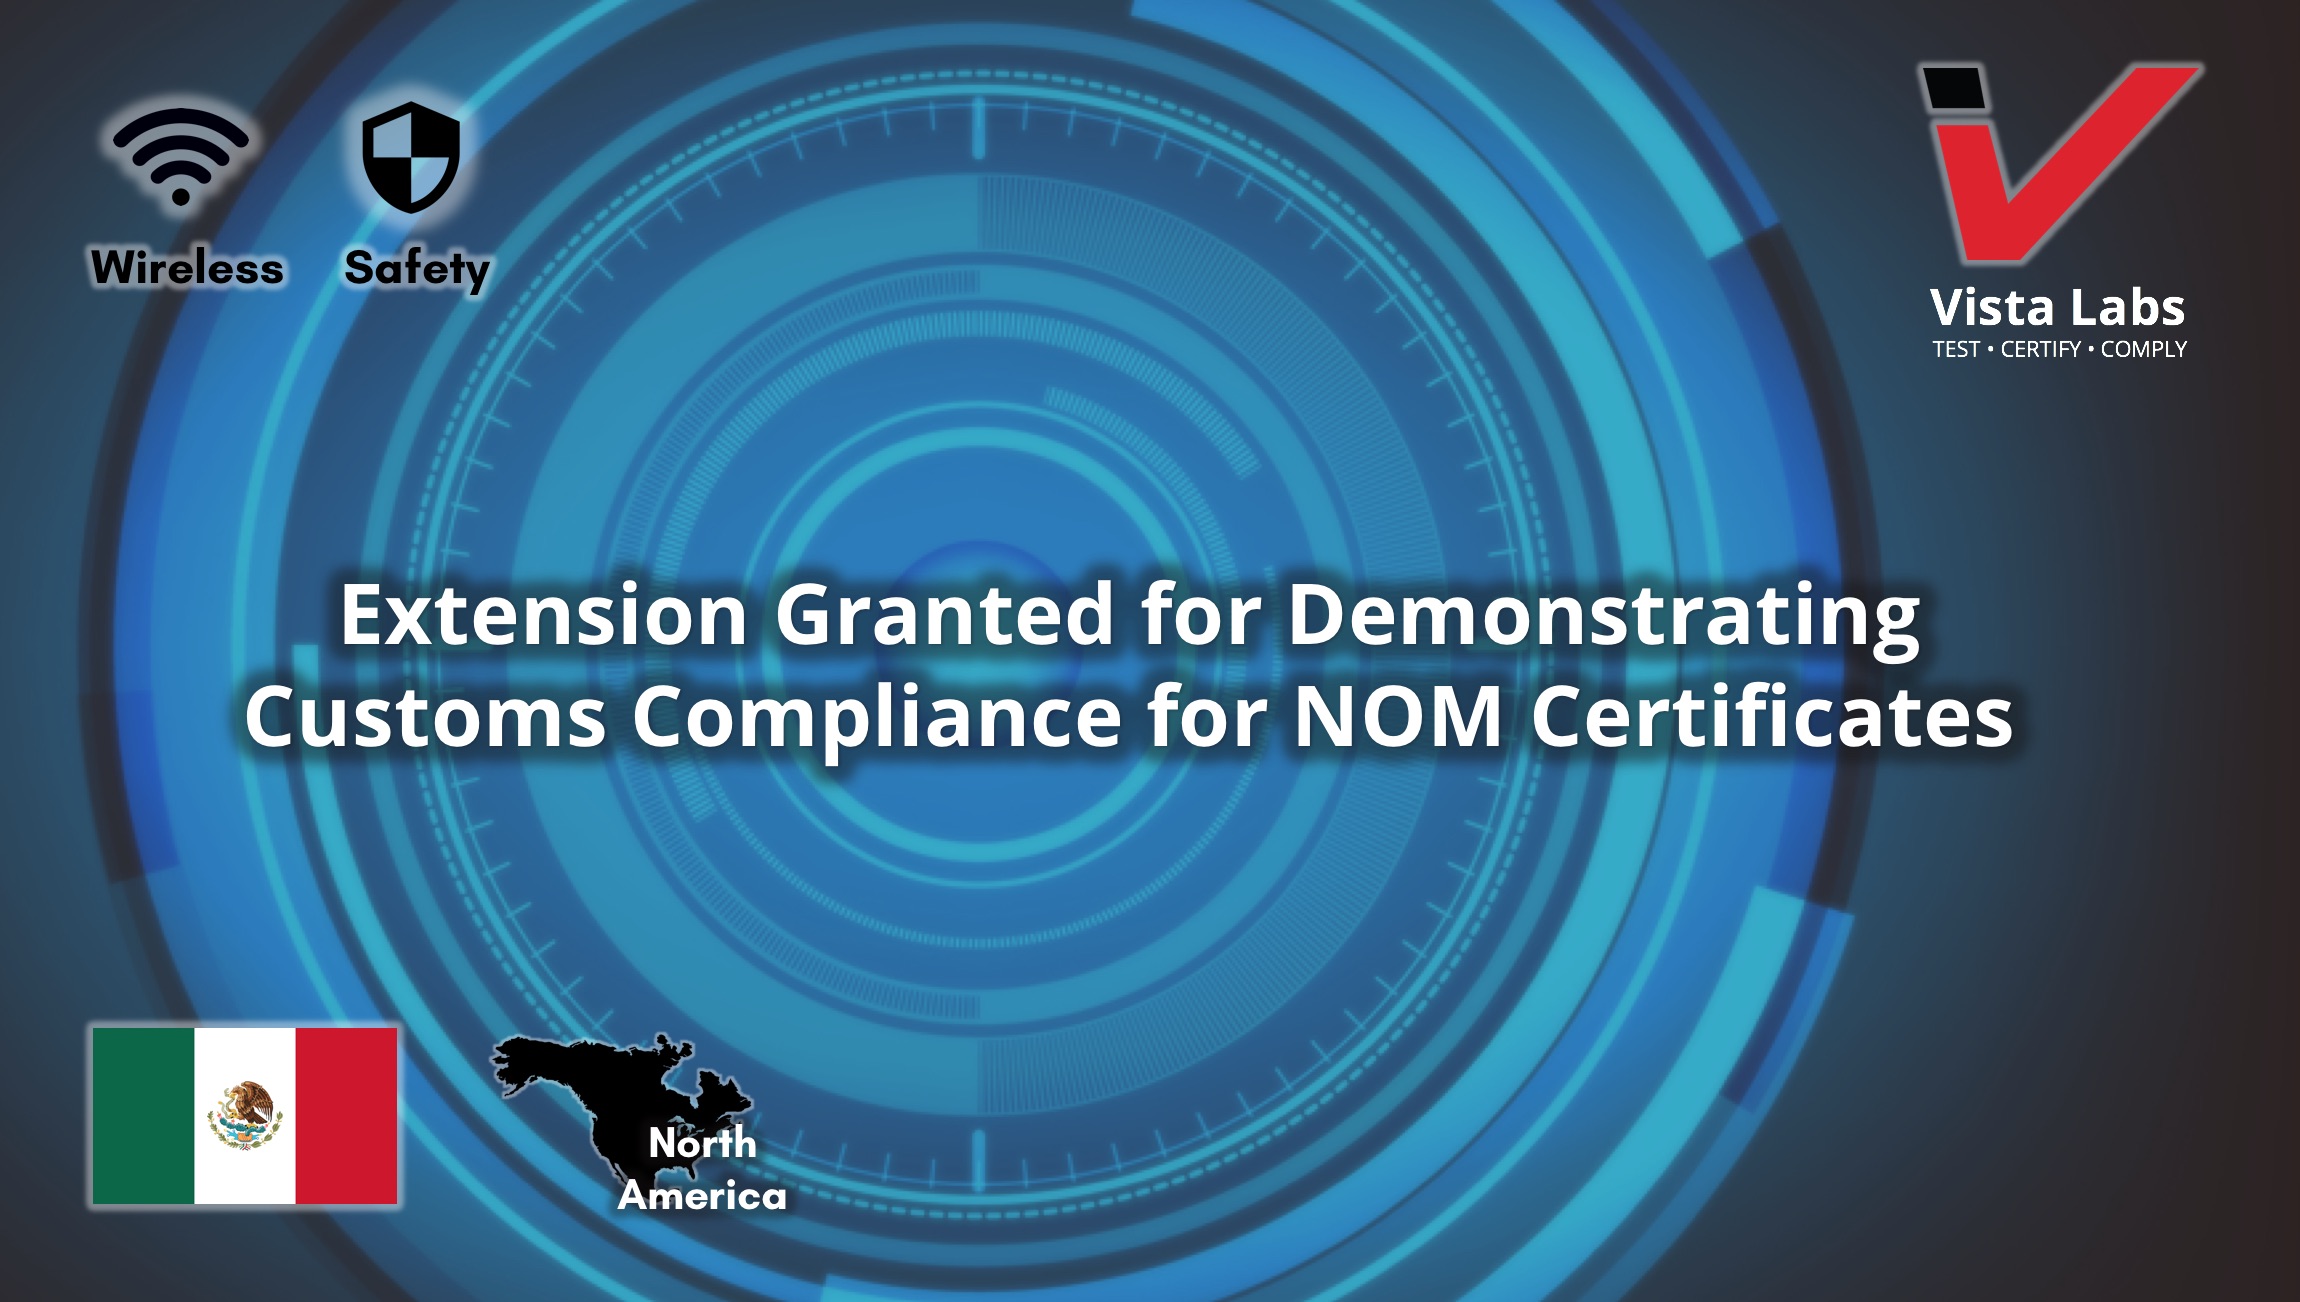 Wireless
Safety
Vista Labs
TEST • CERTIFY • COMPLY
Extension Granted for Demonstrating
Customs Compliance for NOM Certificates
North
America